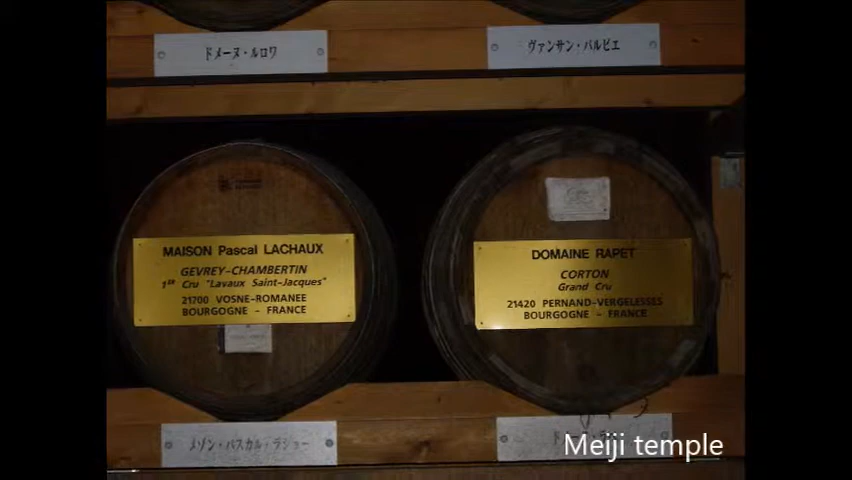 ドメーヌ・ルロワ
ヴァンサン・バルビエ
MAISON Pascal LACHAUX
GEVREY-CHAMBERTIN
1er Cru "Lavaux Saint-Jacques"
21700 VOSNE-ROMANEE
BOURGOGNE - FRANCE
DOMAINE RAPET
CORTON
Grand Cru
21420 PERNAND-VERGELESSES
BOURGOGNE - FRANCE
メゾン・パスカル・ラショー
Meiji temple